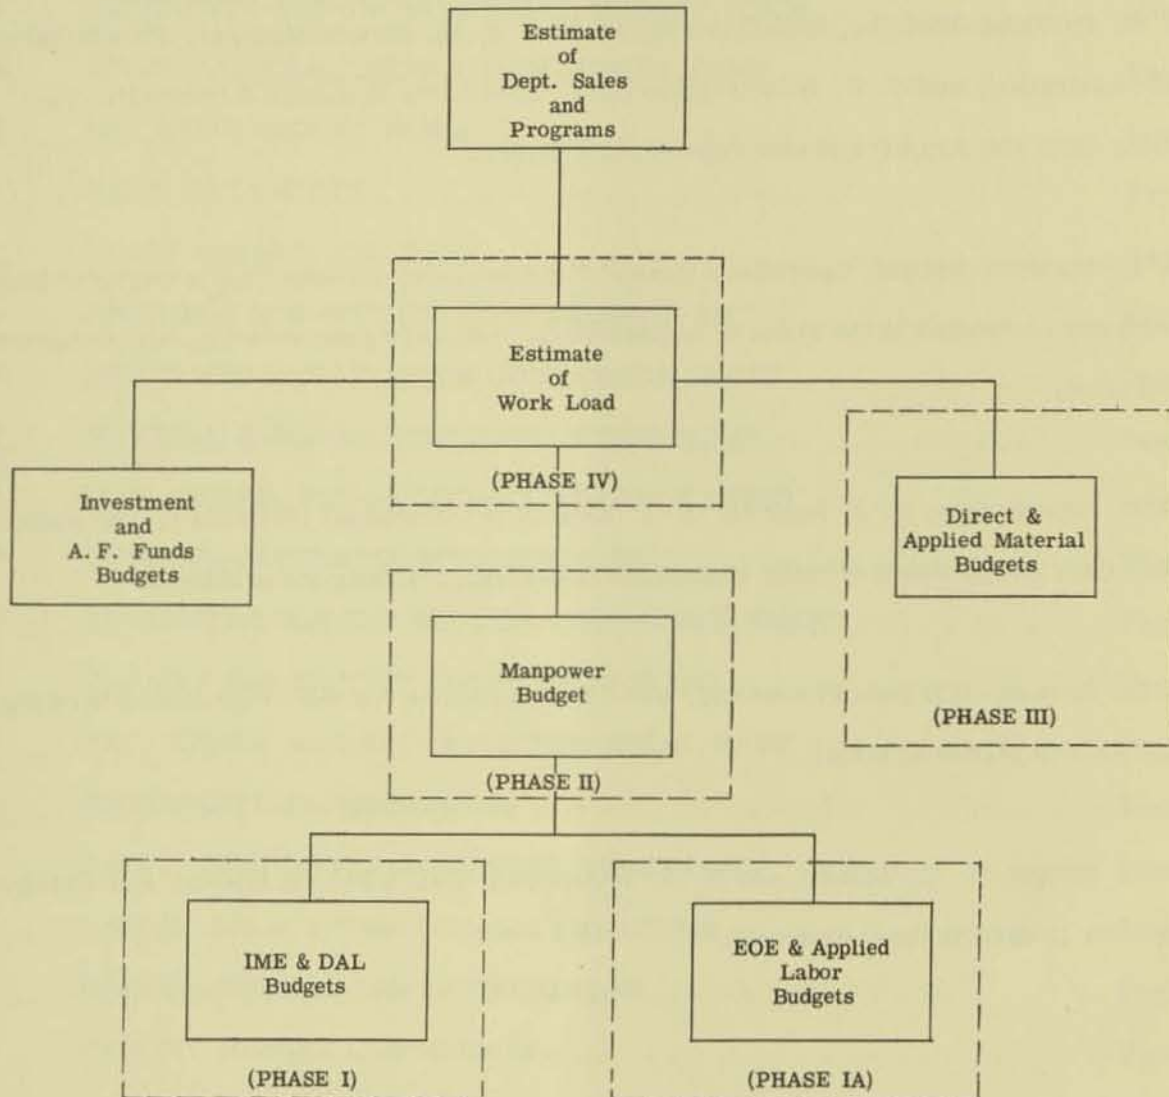 Estimate
of
Dept. Sales
and
Programs
Estimate
of
Work Load
(PHASE IV)
Investment
and
A. F. Funds
Budgets
Direct &
Applied Material
Budgets
(PHASE III)
Manpower
Budget
(PHASE II)
IME & DAL
Budgets
(PHASE I)
EOE & Applied
Labor
Budgets
(PHASE IA)